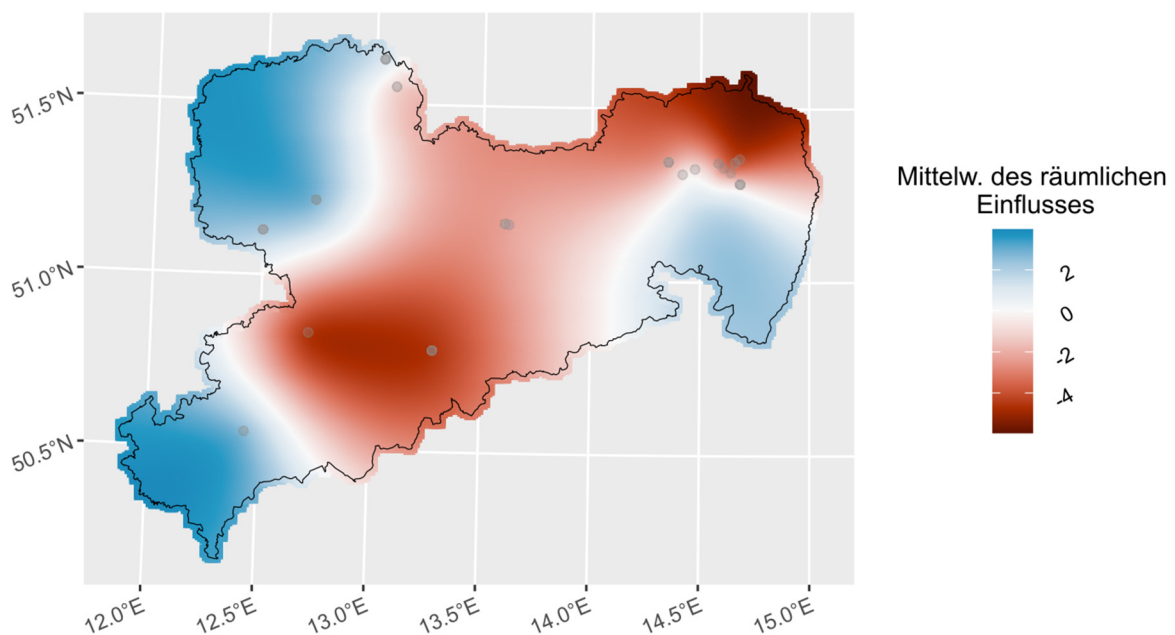 51.5°N
51.0°N
50.5°N
12.0°E
12.5°E
13.0°E
13.5°E
14.0°E
14.5°E
15.0°E
Mittelw. des räumlichen
Einflusses
2
0
-2
-4